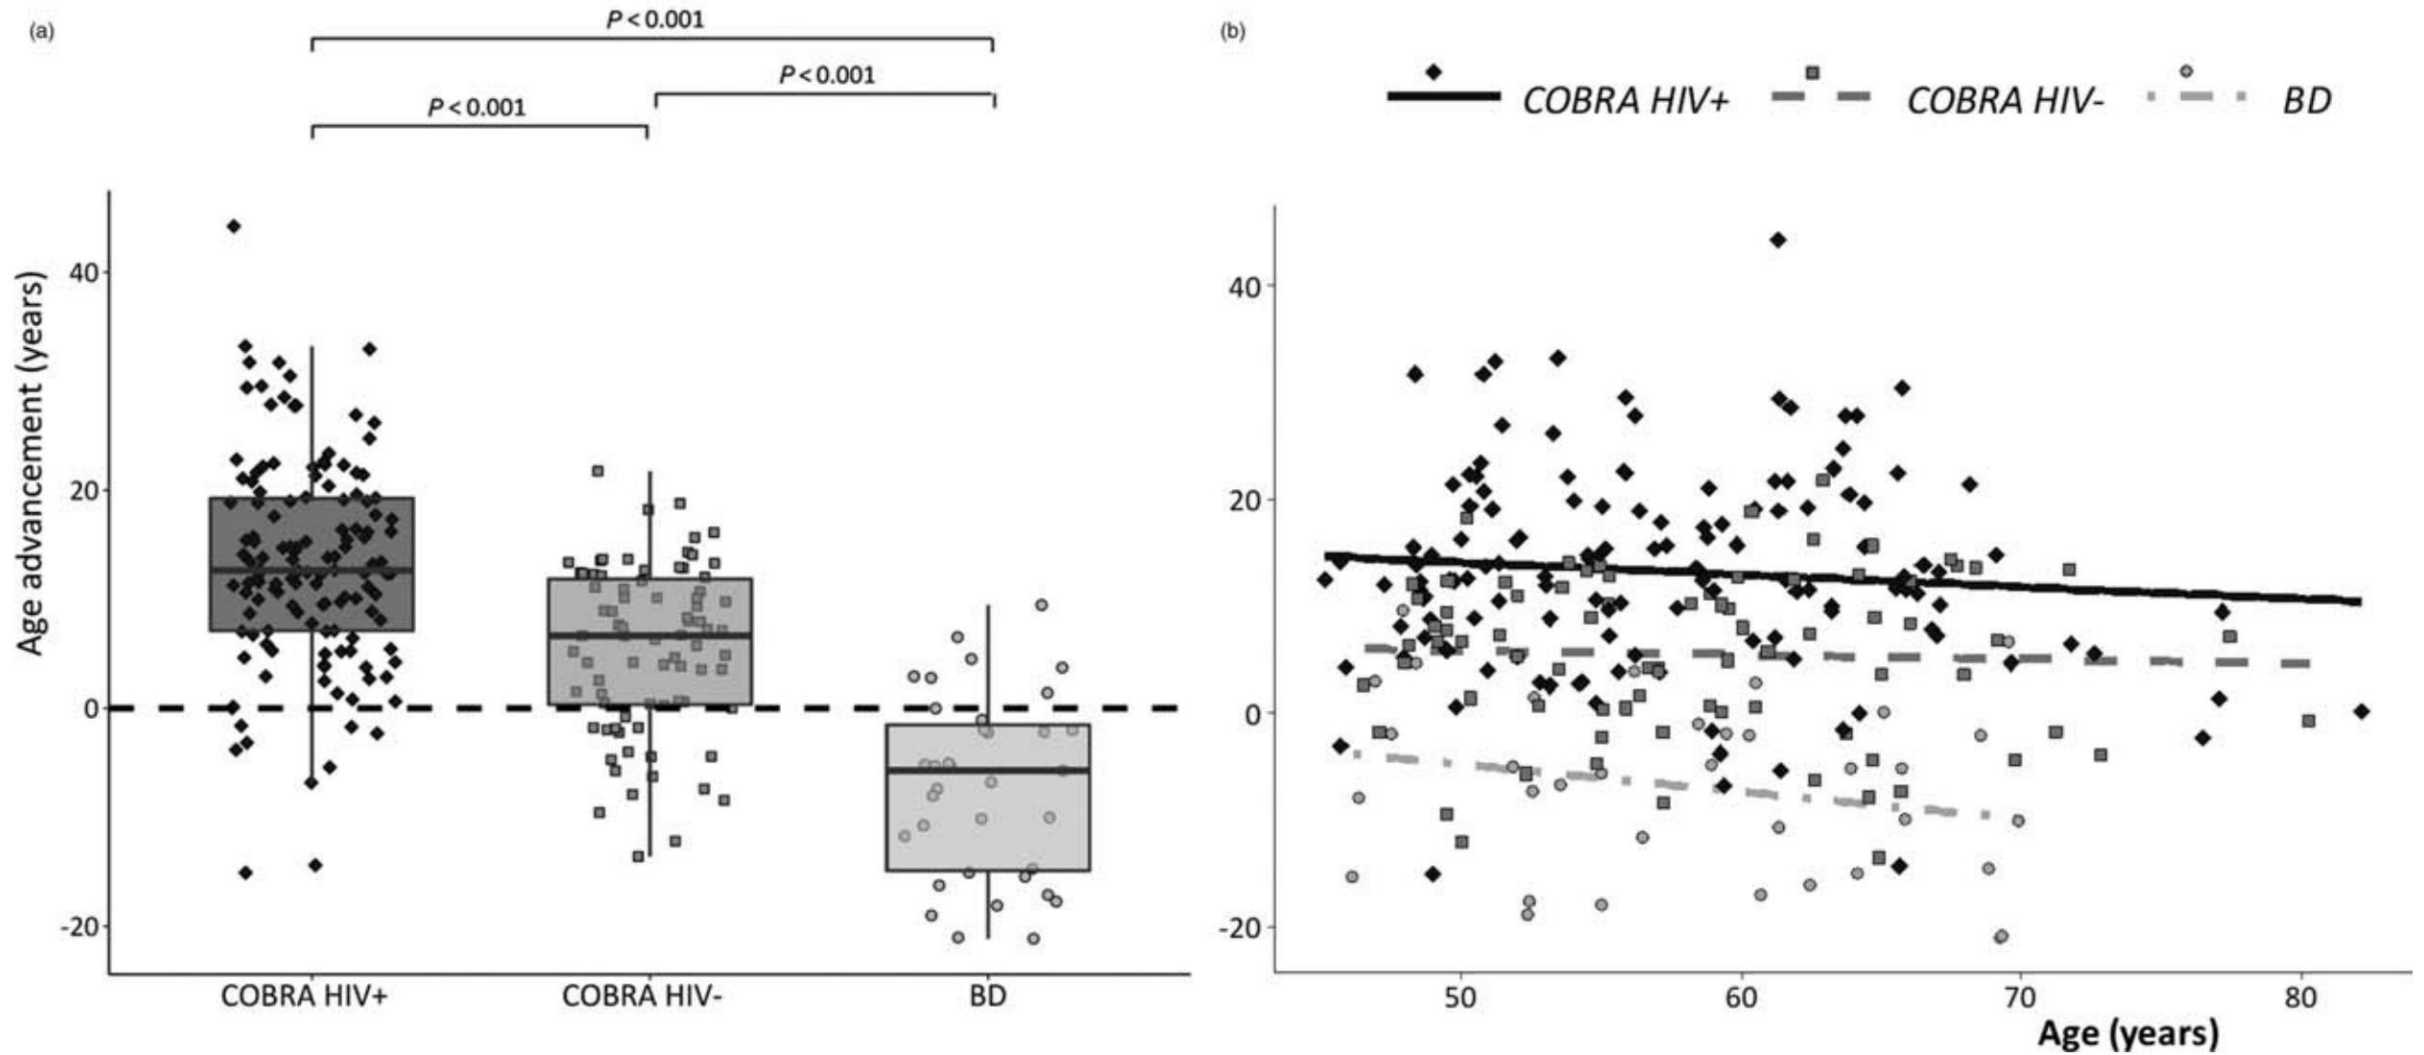 (a)
P < 0.001
P < 0.001
P < 0.001
Age advancement (years)
40
20
0
-20
COBRA HIV+ COBRA HIV- BD
(b)
COBRA HIV+ COBRA HIV- BD
40
20
0
-20
50 60 70 80
Age (years)